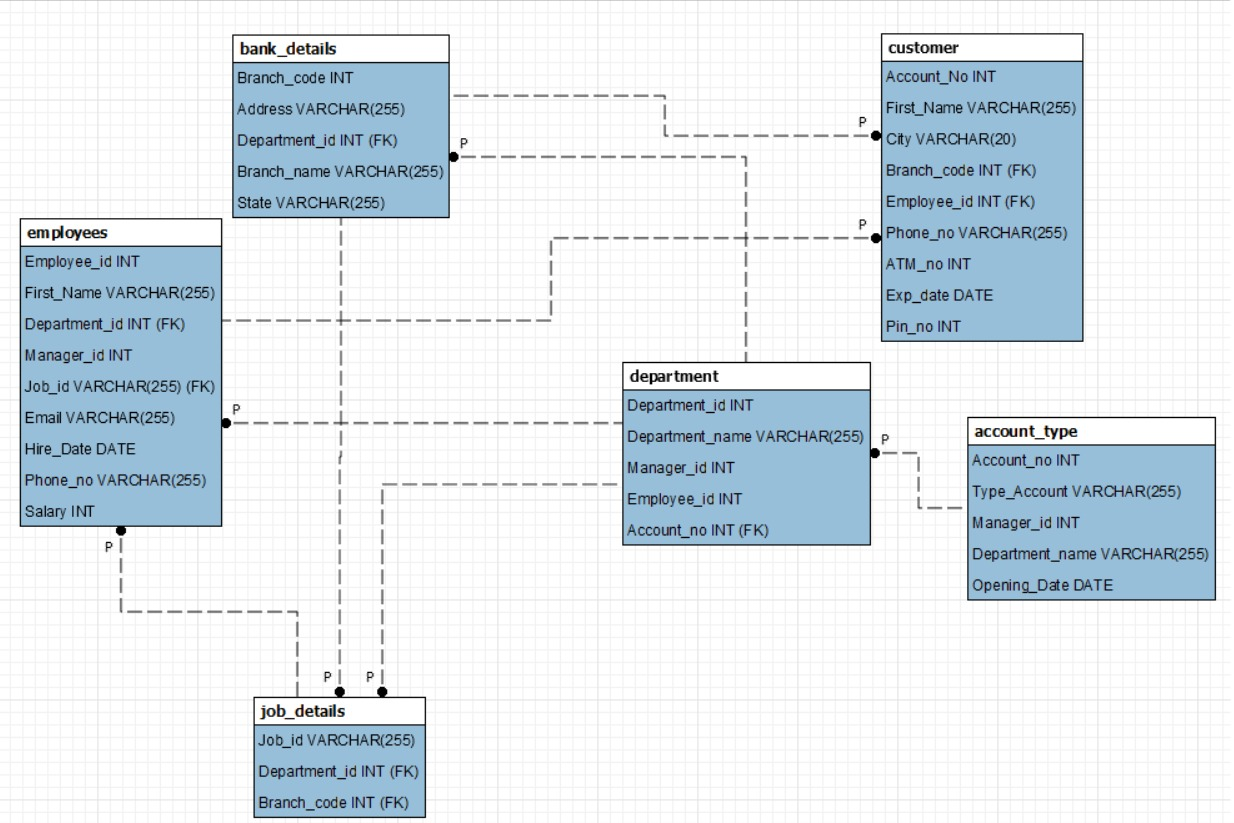 bank_details
Branch_code INT
Address VARCHAR(255)
Department_id INT (FK)
Branch_name VARCHAR(255)
State VARCHAR(255)
customer
Account_No INT
First_Name VARCHAR(255)
City VARCHAR(20)
Branch_code INT (FK)
Employee_id INT (FK)
Phone_no VARCHAR(255)
ATM_no INT
Exp_date DATE
Pin_no INT
P
P
P
employees
Employee_id INT
First_Name VARCHAR(255)
Department_id INT (FK)
Manager_id INT
Job_id VARCHAR(255) (FK)
Email VARCHAR(255)
Hire_Date DATE
Phone_no VARCHAR(255)
Salary INT
P
P
department
Department_id INT
Department_name VARCHAR(255)
Manager_id INT
Employee_id INT
Account_no INT (FK)
P
account_type
Account_no INT
Type_Account VARCHAR(255)
Manager_id INT
Department_name VARCHAR(255)
Opening_Date DATE
P
P
job_details
Job_id VARCHAR(255)
Department_id INT (FK)
Branch_code INT (FK)